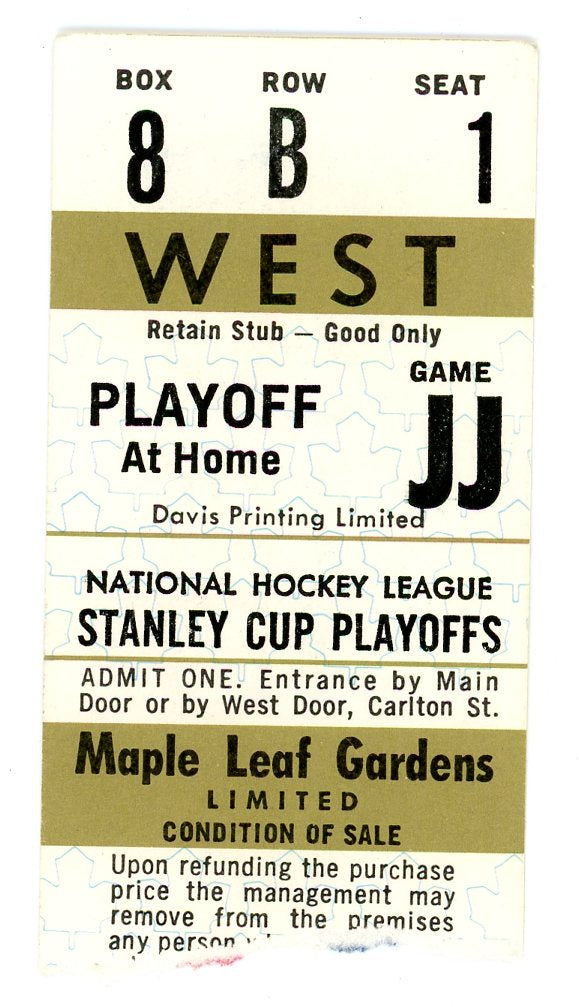 BOX ROW SEAT
8 B 1
WEST
Retain Stub — Good Only
GAME
PLAYOFF JJ
At Home
Davis Printing Limited
NATIONAL HOCKEY LEAGUE
STANLEY CUP PLAYOFFS
ADMIT ONE. Entrance by Main
Door or by West Door, Carlton St.
Maple Leaf Gardens
LIMITED
CONDITION OF SALE
Upon refunding the purchase
price the management may
remove from the premises
any person